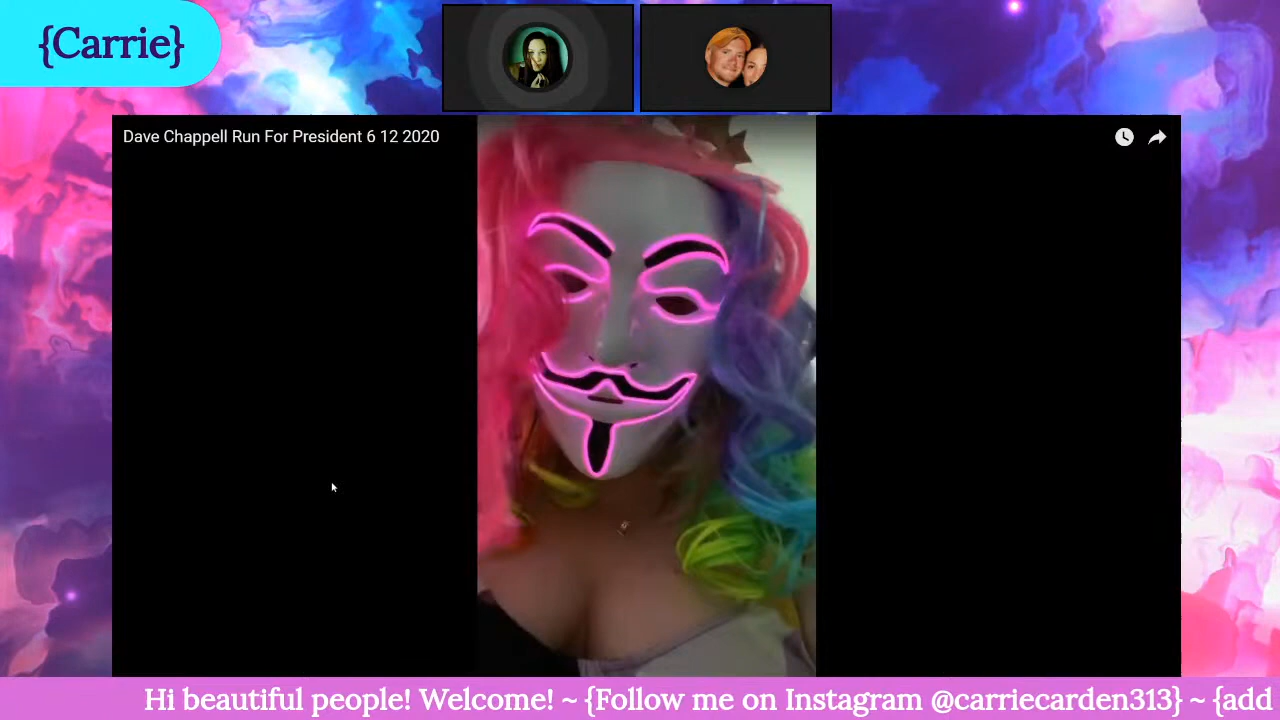 {Carrie}
Dave Chappell Run For President 6 12 2020
Hi beautiful people! Welcome! ~ {Follow me on Instagram @carriecarden313} ~ {add